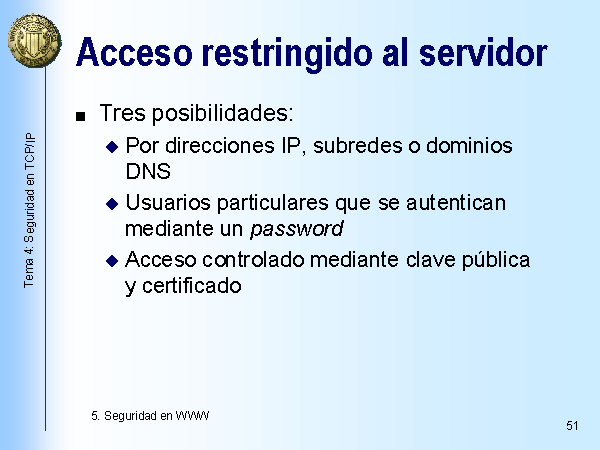 Acceso restringido al servidor
Tres posibilidades:
Por direcciones IP, subredes o dominios
DNS
Usuarios particulares que se autentican
mediante un password
Acceso controlado mediante clave pública
y certificado
Tema 4: Seguridad en TCP/IP
5. Seguridad en WWW
51